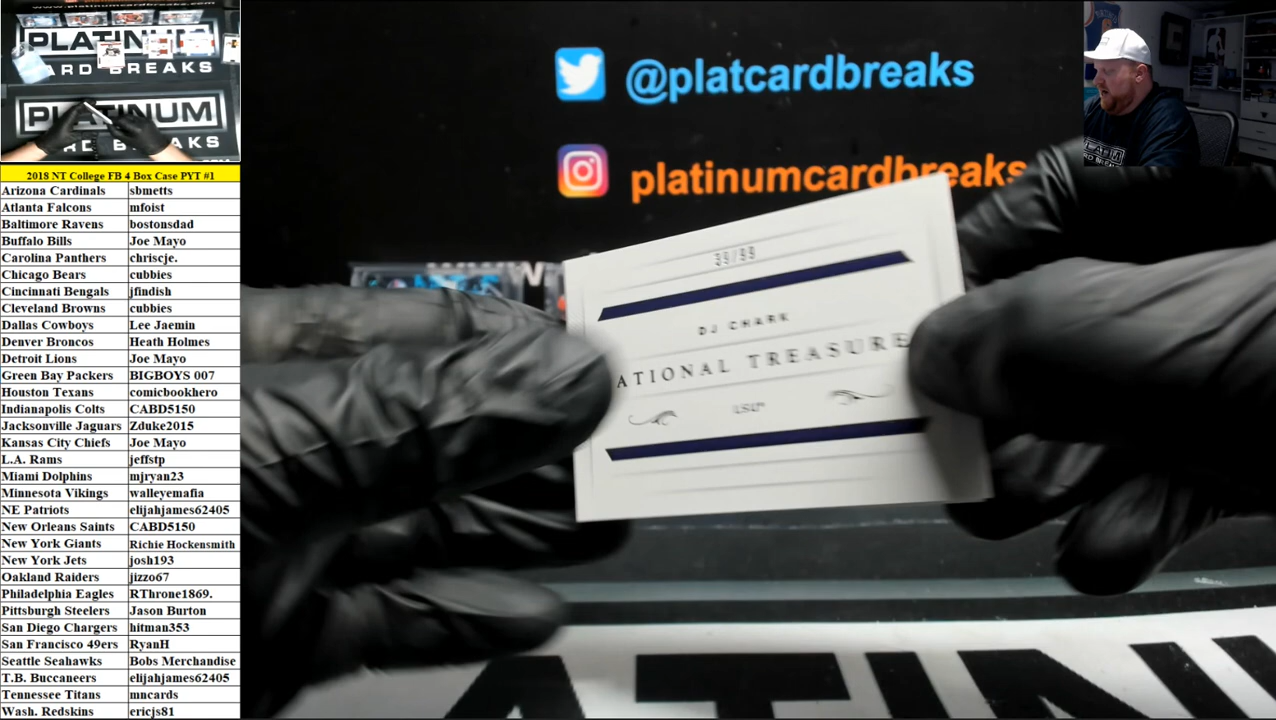 PLATINUM
ARD BREAKS
PLATINUM
ARD BREAKS
@platcardbreaks
platinumcardbreaks
39/99
DJ CHARK
ATIONAL TREASURE
LSU
2018 NT College FB 4 Box Case PYT #1
Arizona Cardinals sbmetts
Atlanta Falcons mfoist
Baltimore Ravens bostonsdad
Buffalo Bills Joe Mayo
Carolina Panthers chriscje.
Chicago Bears cubbies
Cincinnati Bengals jfindish
Cleveland Browns cubbies
Dallas Cowboys Lee Jaemin
Denver Broncos Heath Holmes
Detroit Lions Joe Mayo
Green Bay Packers BIGBOYS 007
Houston Texans comicbookhero
Indianapolis Colts CABD5150
Jacksonville Jaguars Zduke2015
Kansas City Chiefs Joe Mayo
L.A. Rams jeffstp
Miami Dolphins mjryan23
Minnesota Vikings walleyemafia
NE Patriots elijahjames62405
New Orleans Saints CABD5150
New York Giants Richie Hockensmith
New York Jets josh193
Oakland Raiders jizzo67
Philadelphia Eagles RThrone1869.
Pittsburgh Steelers Jason Burton
San Diego Chargers hitman353
San Francisco 49ers RyanH
Seattle Seahawks Bobs Merchandise
T.B. Buccaneers elijahjames62405
Tennessee Titans mncards
Wash. Redskins ericjs81
LATINU